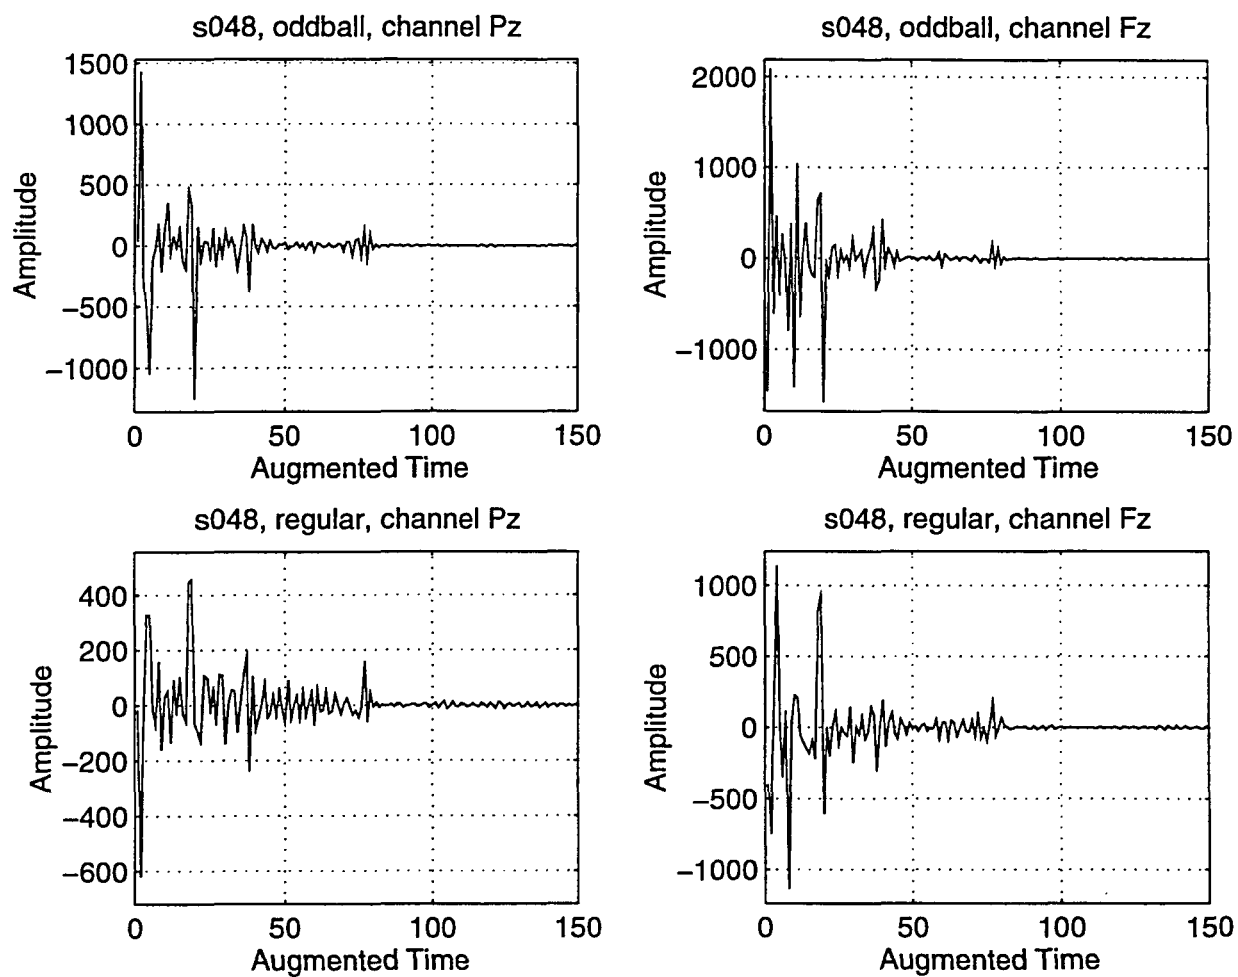 s048, oddball, channel Pz
1500
1000
500
0
−500
−1000
Amplitude
0 50 100 150
Augmented Time
s048, oddball, channel Fz
2000
1000
0
−1000
Amplitude
0 50 100 150
Augmented Time
s048, regular, channel Pz
400
200
0
−200
−400
−600
Amplitude
0 50 100 150
Augmented Time
s048, regular, channel Fz
1000
500
0
−500
−1000
Amplitude
0 50 100 150
Augmented Time